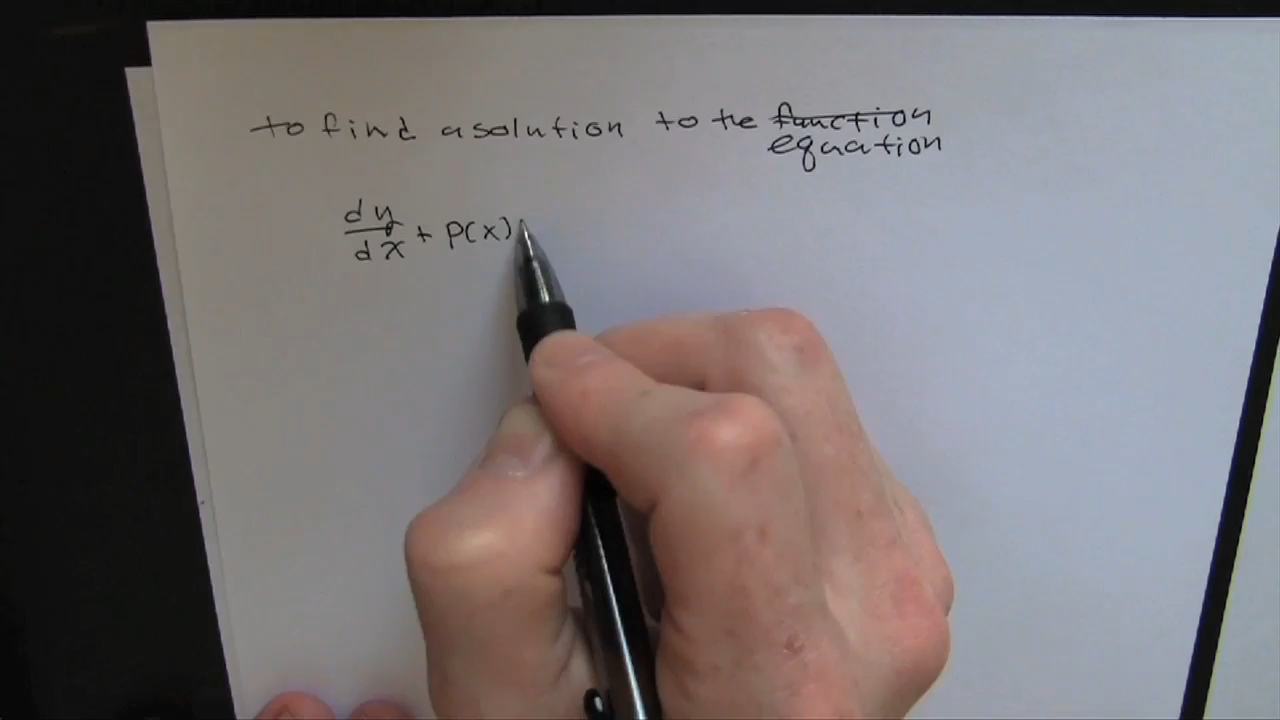 to find a solution to the function
equation
dy/dx + P(x)